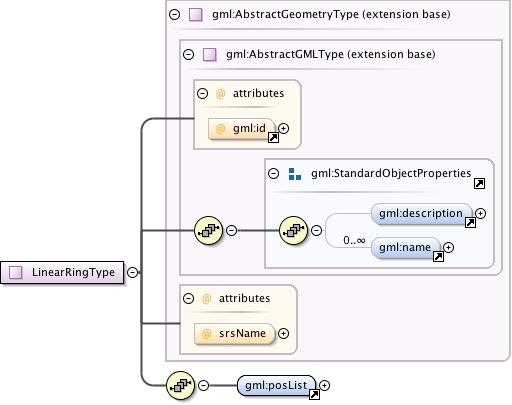 gml:AbstractGeometryType (extension base)
gml:AbstractGMLType (extension base)
@ attributes
@ gml:id
gml:StandardObjectProperties
gml:description
0..∞
gml:name
LinearRingType
@ attributes
@ srsName
gml:posList